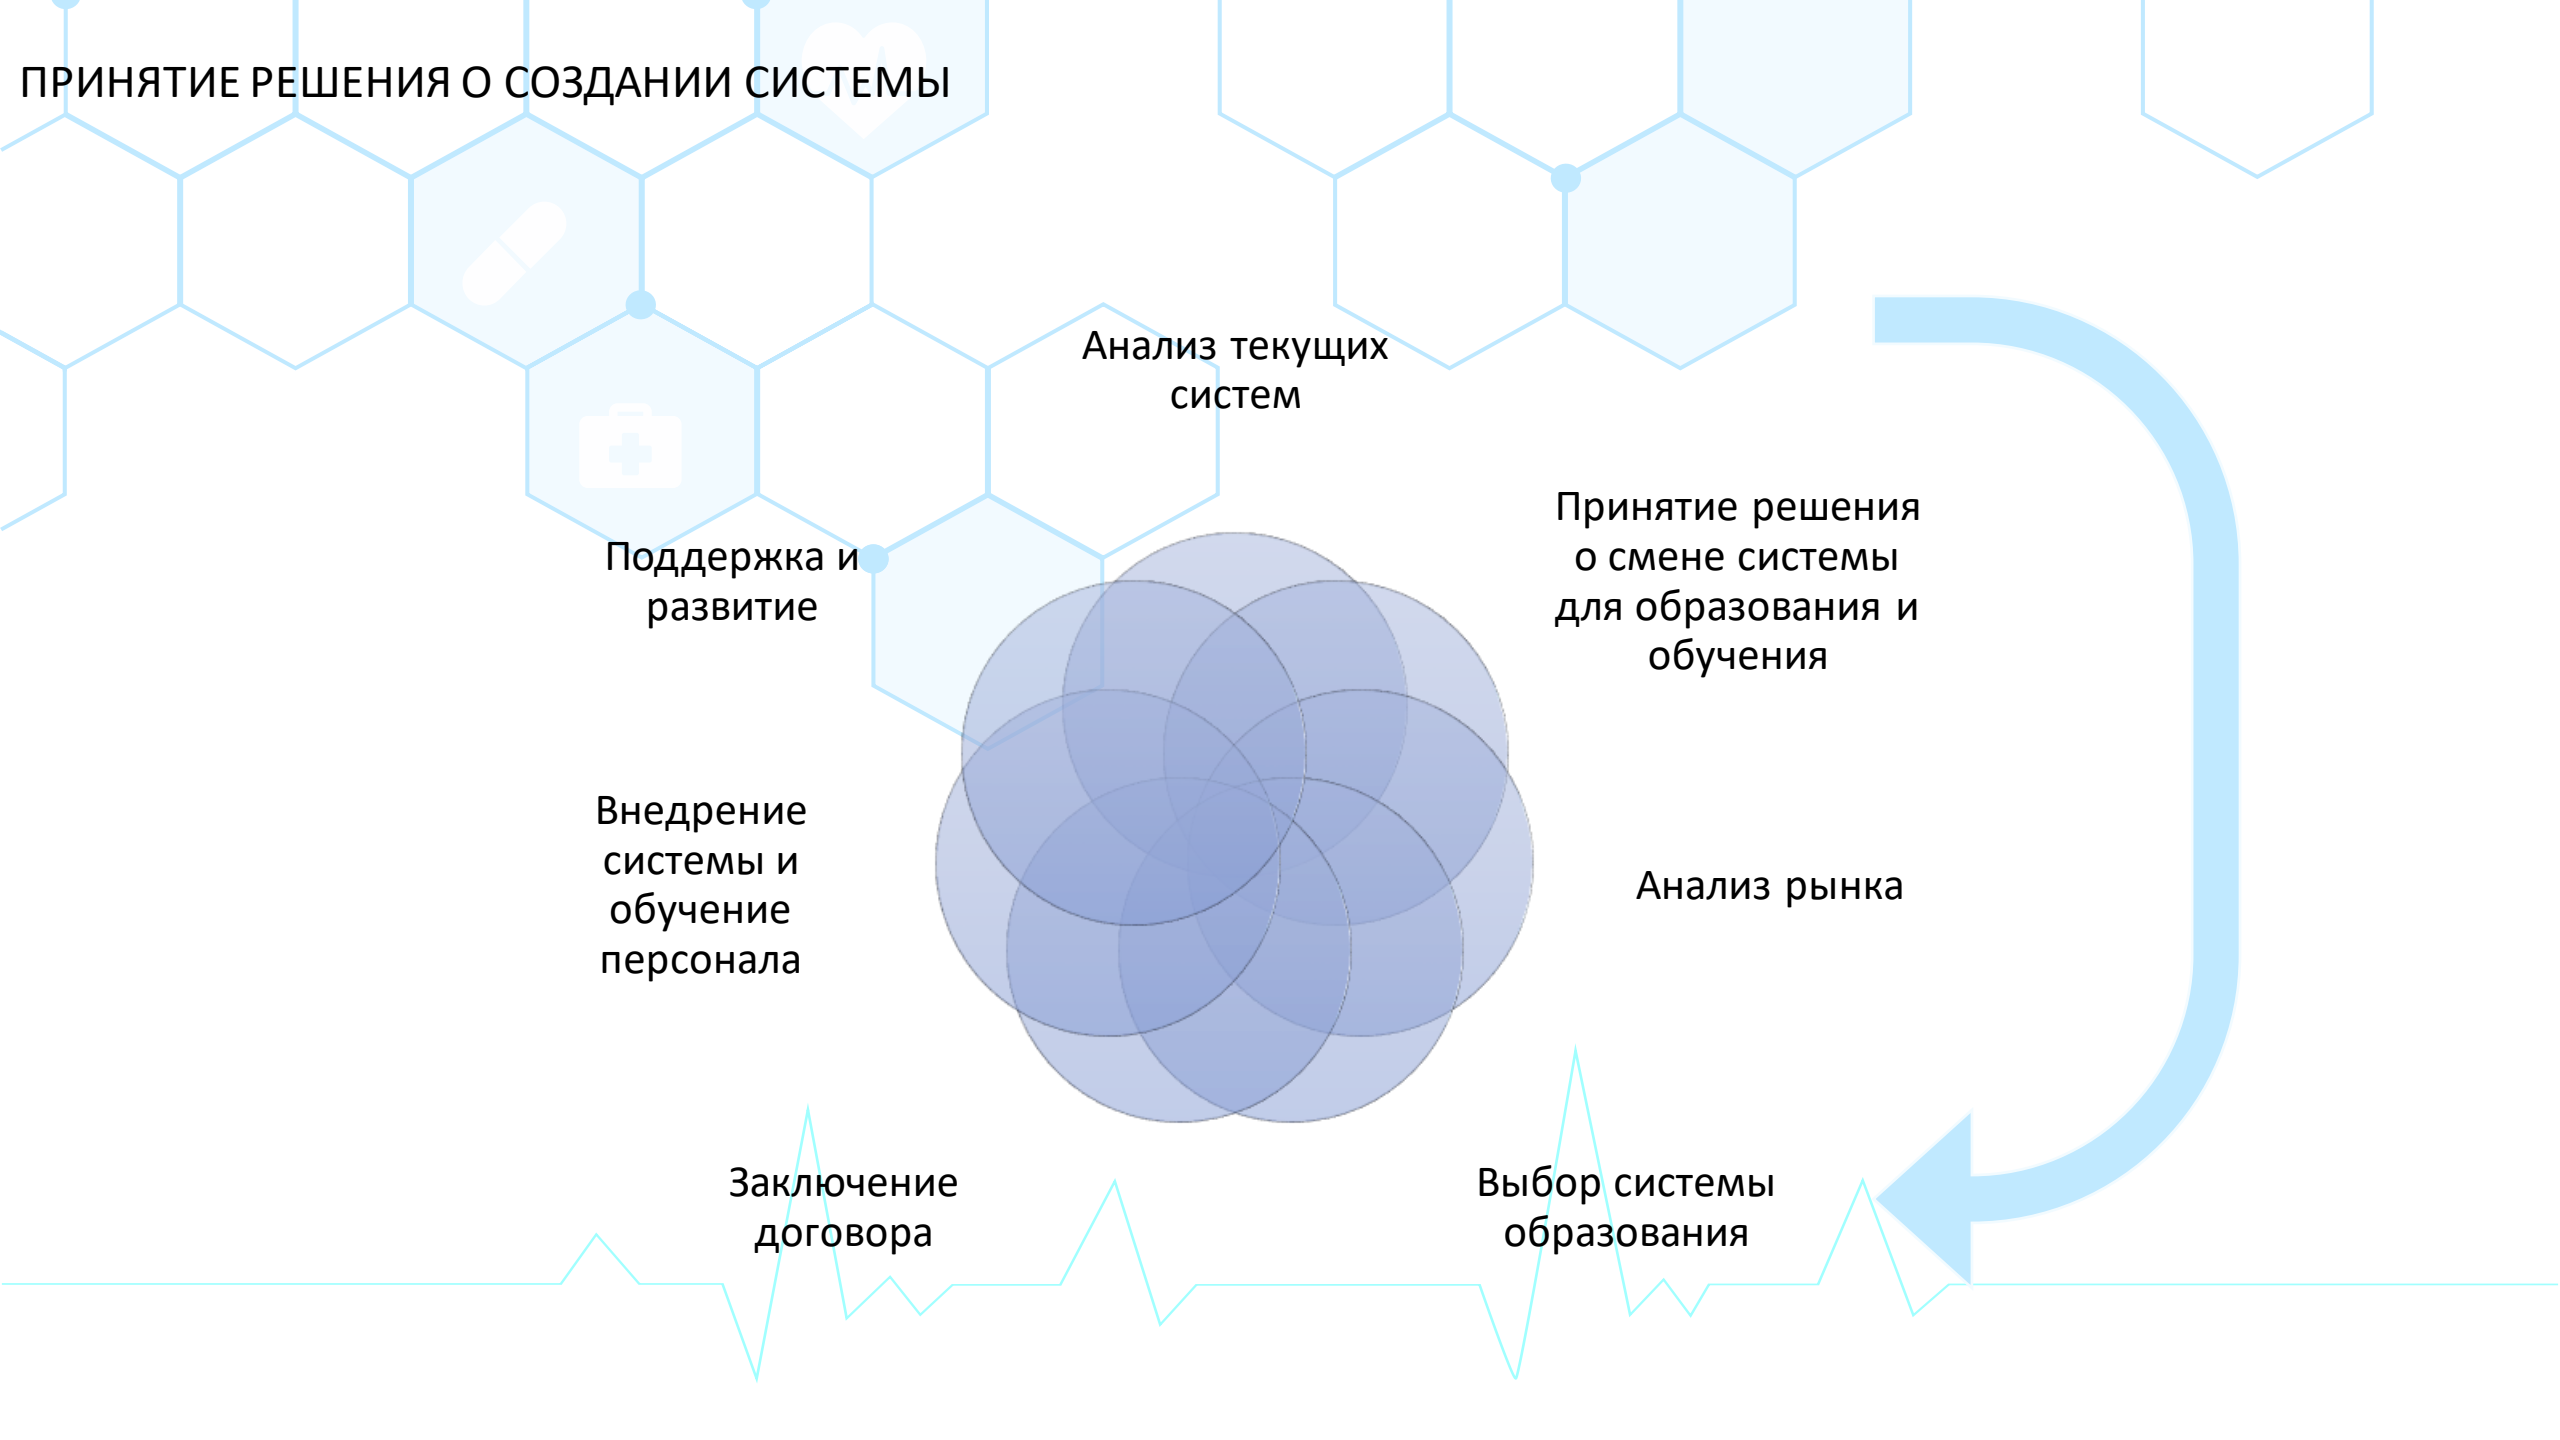 ПРИНЯТИЕ РЕШЕНИЯ О СОЗДАНИИ СИСТЕМЫ
Анализ текущих
систем
Принятие решения
о смене системы
для образования и
обучения
Анализ рынка
Выбор системы
образования
Заключение
договора
Внедрение
системы и
обучение
персонала
Поддержка и
развитие